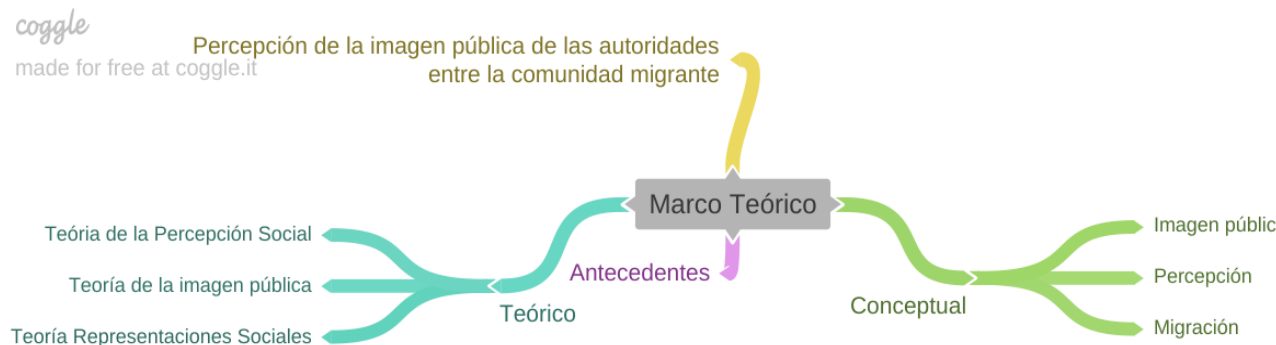 coggle
made for free at coggle.it
Percepción de la imagen pública de las autoridades
entre la comunidad migrante
Marco Teórico
Teória de la Percepción Social
Teoría de la imagen pública
Teoría Representaciones Sociales
Teórico
Antecedentes
Conceptual
Imagen públic
Percepción
Migración